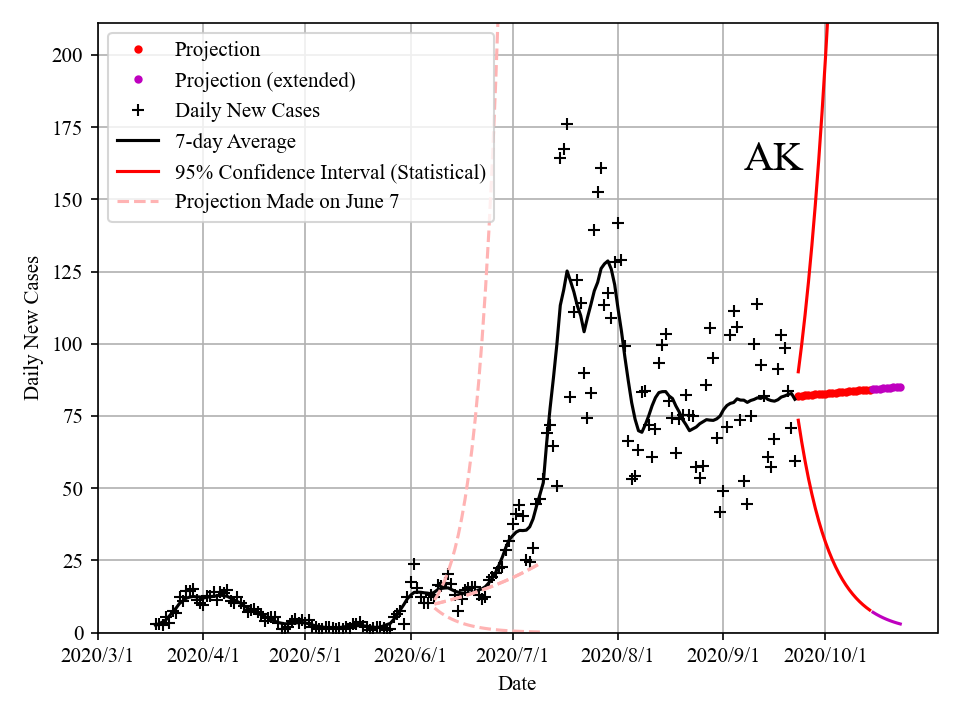 200
175
150
125
100
75
50
25
0
Daily New Cases
Projection
Projection (extended)
Daily New Cases
7-day Average
95% Confidence Interval (Statistical)
Projection Made on June 7
AK
2020/3/1 2020/4/1 2020/5/1 2020/6/1 2020/7/1 2020/8/1 2020/9/1 2020/10/1
Date